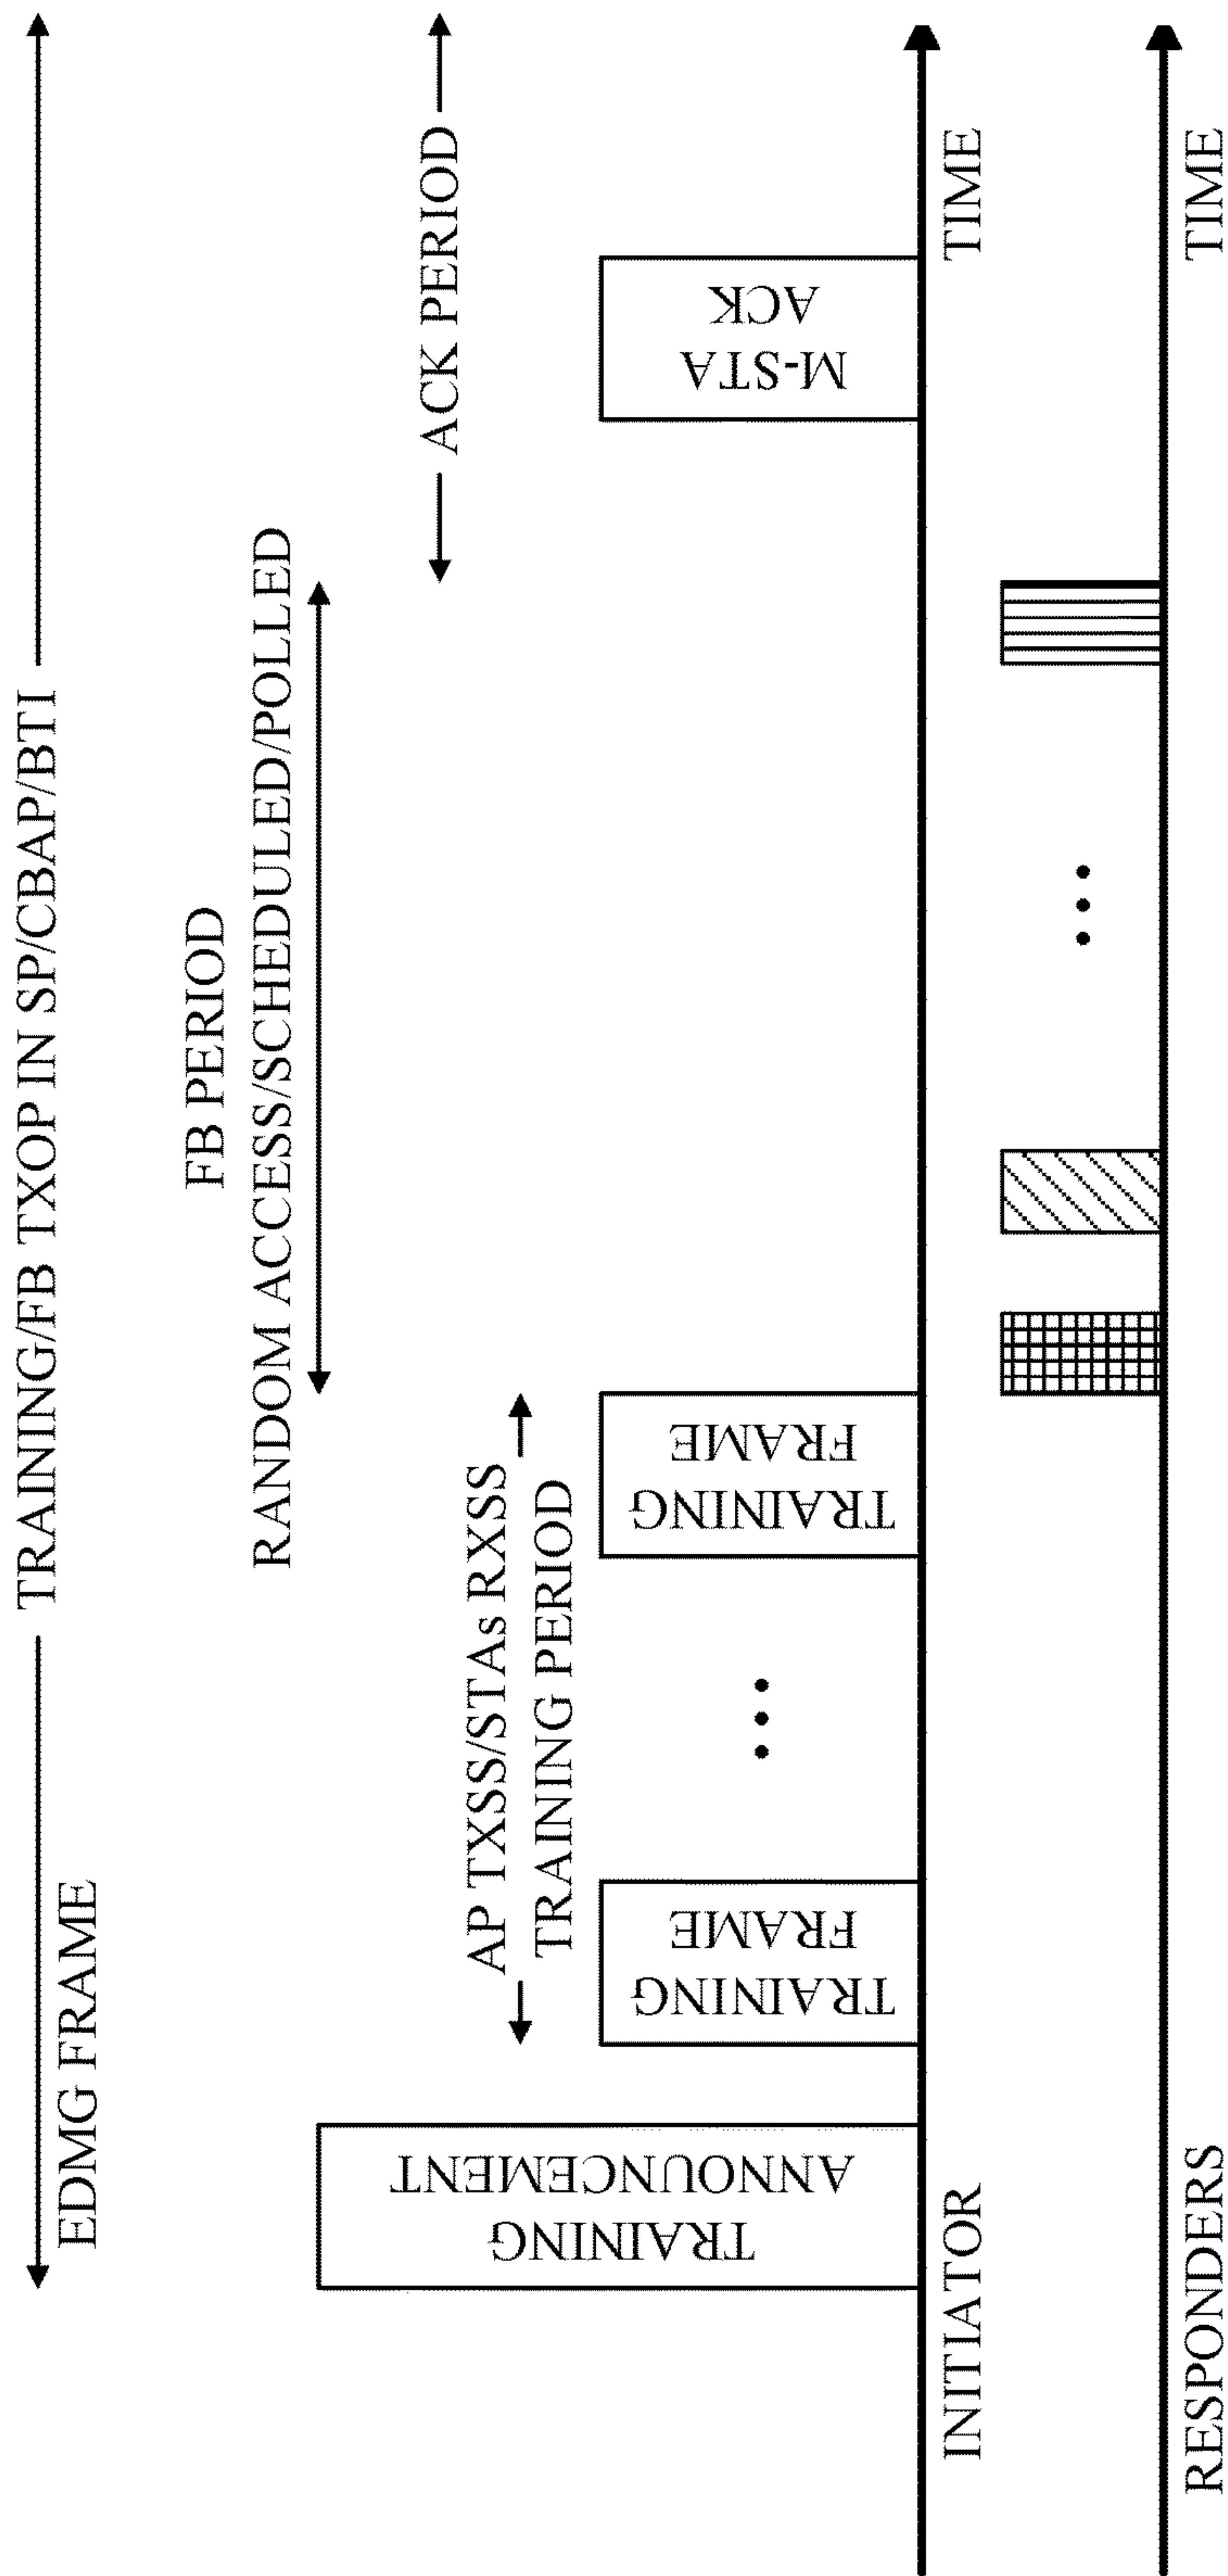 TRAINING/FB TXOP IN SP/CBAP/BTI
EDMG FRAME
FB PERIOD
RANDOM ACCESS/SCHEDULED/POLLED
AP TXSS/STAs RXSS
TRAINING PERIOD
ACK PERIOD
TRAINING
ANNOUNCEMENT
TRAINING
FRAME
TRAINING
FRAME
M-STA
ACK
INITIATOR
TIME
RESPONDERS
TIME